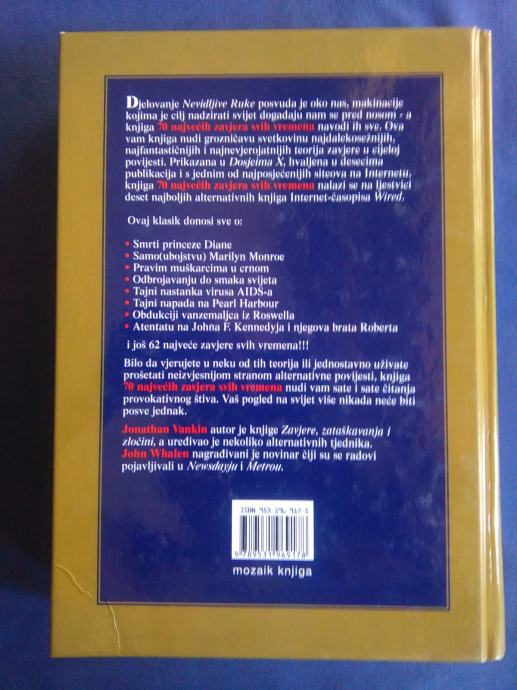 Djelovanje Nevidljive Ruke posvuda je oko nas, makinacije
kojima je cilj nadzirati svijet događaju nam se pred nosom - a
knjiga 70 najvećih zavjera svih vremena navodi ih sve. Ova
vam knjiga nudi grozničavu svetkovinu najdalekosežnijih,
najfantastičnijih i najnevjerojatnijih teorija zavjere u cijeloj
povijesti. Prikazana u Dosjeima X, hvaljena u desecima
publikacija i s jednim od najposjećenijih siteova na Internetu,
knjiga 70 najvećih zavjera svih vremena nalazi se na ljestvici
deset najboljih alternativnih knjiga Internet-časopisa Wired.
Ovaj klasik donosi sve o:
• Smrti princeze Diane
• Samo(ubojstvu) Marilyn Monroe
• Pravim muškarcima u crnom
• Odbrojavanju do smaka svijeta
• Tajni nastanka virusa AIDS-a
• Tajni napada na Pearl Harbour
• Obdukciji vanzemaljca iz Roswella
• Atentatu na Johna F. Kennedyja i njegova brata Roberta
i još 62 najveće zavjere svih vremena!!!
Bilo da vjerujete u neku od tih teorija ili jednostavno uživate
prošetati neizvjesnijom stranom alternativne povijesti, knjiga
70 najvećih zavjera svih vremena nudi vam sate i sate čitanja
provokativnog štiva. Vaš pogled na svijet više nikada neće biti
posve jednak.
Jonathan Vankin autor je knjige Zavjere, zataškavanja i
zločini, a uređivao je nekoliko alternativnih tjednika.
John Whalen nagrađivani je novinar čiji su se radovi
pojavljivali u Newsdayju i Metrou.
ISBN 953-196-917-8
9 789531 969178
mozaik knjiga